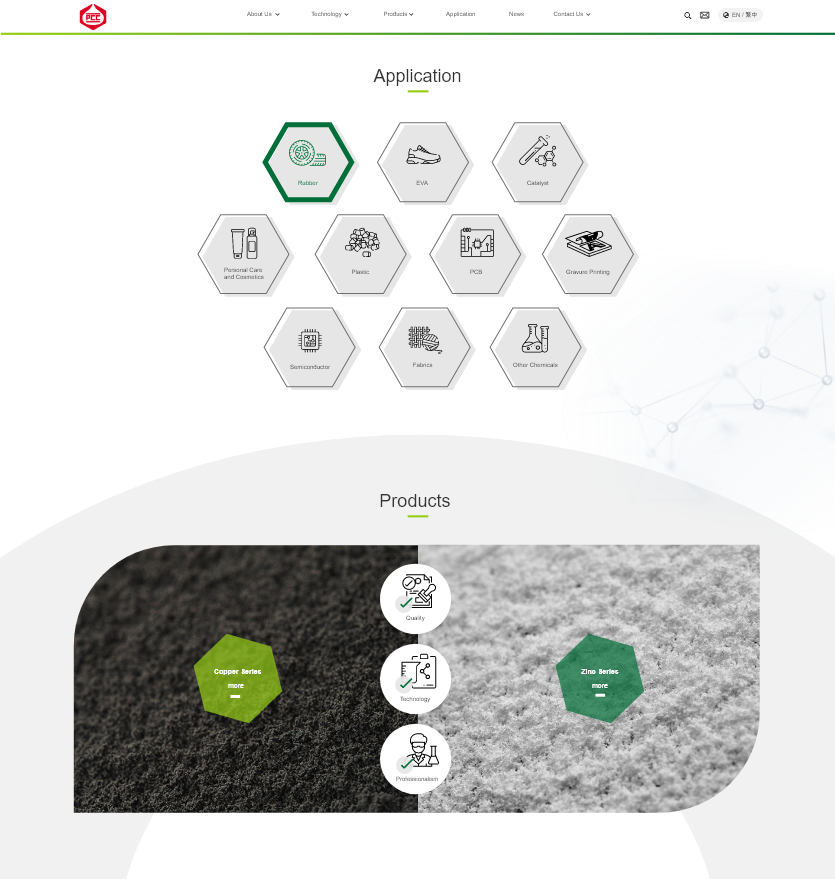 PCC
About Us
Technology
Products
Application
News
Contact Us
EN / 繁中
Application
Rubber
EVA
Catalyst
Personal Care
and Cosmetics
Plastic
PCB
Gravure Printing
Semiconductor
Fabrics
Other Chemicals
Products
Quality
Copper Series
more
Zinc Series
more
Technology
Professionalism